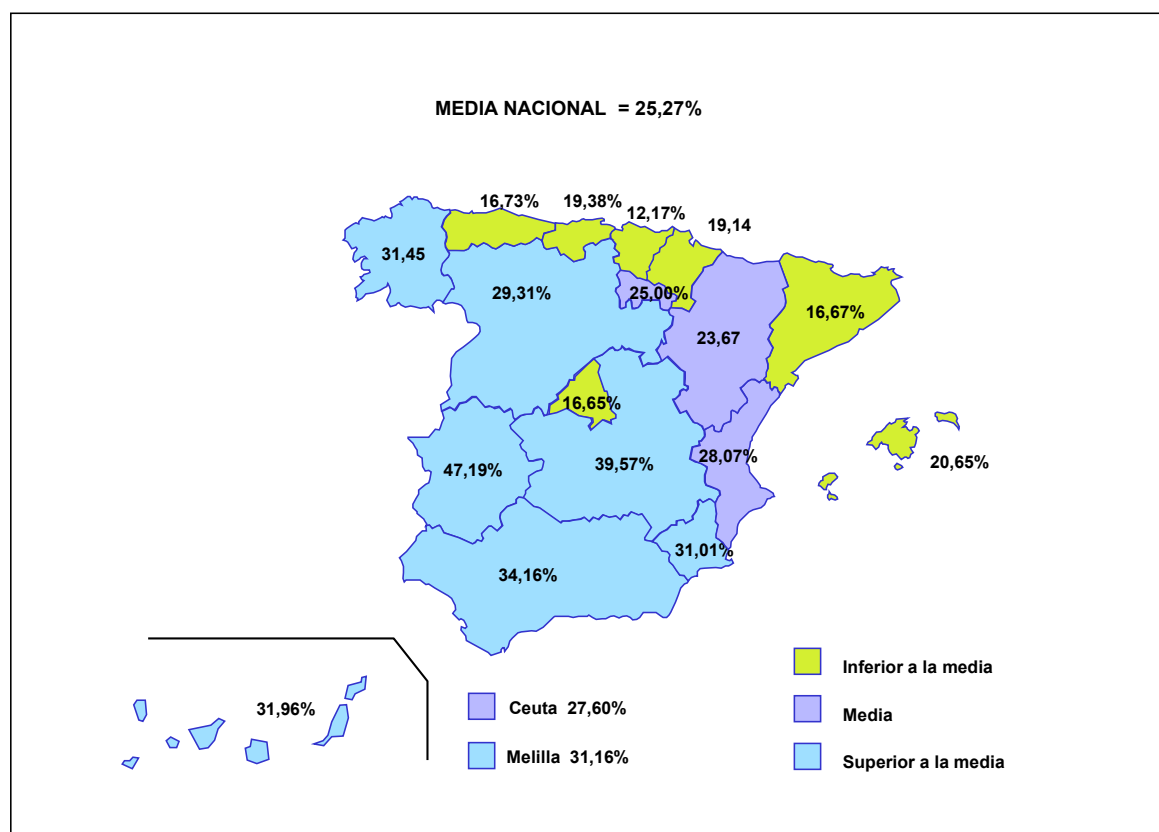 MEDIA NACIONAL = 25,27%
16,73%
19,38%
12,17%
19,14
31,45
29,31%
25,00%
16,67%
23,67
16,65%
47,19%
39,57%
28,07%
20,65%
31,01%
34,16%
31,96%
Ceuta 27,60%
Melilla 31,16%
Inferior a la media
Media
Superior a la media